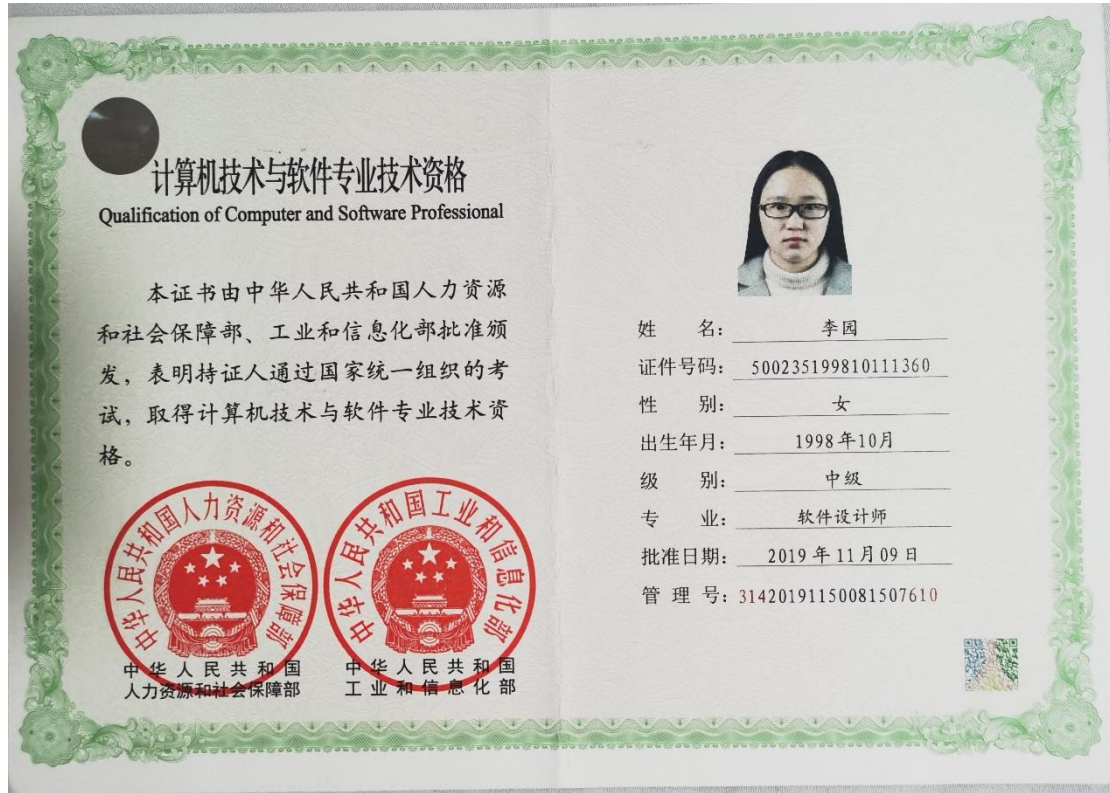 计算机技术与软件专业技术资格
Qualification of Computer and Software Professional
本证书由中华人民共和国人力资源
和社会保障部、工业和信息化部批准颁
发，表明持证人通过国家统一组织的考
试，取得计算机技术与软件专业技术资
格。
中华人民共和国人力资源和社会保障部
中华人民共和国
人力资源和社会保障部
中华人民共和国工业和信息化部
中华人民共和国
工业和信息化部
姓 名： 李园
证件号码： 500235199810111360
性 别： 女
出生年月： 1998年10月
级 别： 中级
专 业： 软件设计师
批准日期： 2019年11月09日
管 理 号： 31420191150081507610